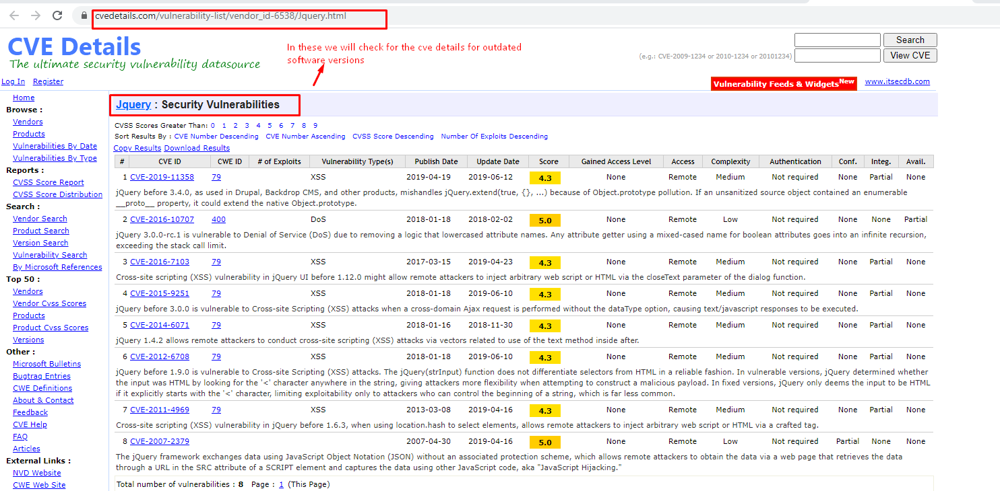 cvedetails.com/vulnerability-list/vendor_id-6538/Jquery.html
CVE Details
The ultimate security vulnerability datasource
In these we will check for the cve details for outdated
software versions
Search
(e.g.: CVE-2009-1234 or 2010-1234 or 20101234)
View CVE
Log In Register
Vulnerability Feeds & Widgets New www.itsecdb.com
Home
Browse :
Vendors
Products
Vulnerabilities By Date
Vulnerabilities By Type
Reports :
CVSS Score Report
CVSS Score Distribution
Search :
Vendor Search
Product Search
Version Search
Vulnerability Search
By Microsoft References
Top 50 :
Vendors
Vendor Cvss Scores
Products
Product Cvss Scores
Versions
Other :
Microsoft Bulletins
Bugtraq Entries
CWE Definitions
About & Contact
Feedback
CVE Help
FAQ
Articles
External Links :
NVD Website
CWE Web Site
Jquery : Security Vulnerabilities
CVSS Scores Greater Than: 0 1 2 3 4 5 6 7 8 9
Sort Results By : CVE Number Descending CVE Number Ascending CVSS Score Descending Number Of Exploits Descending
Copy Results Download Results
# CVE ID CWE ID # of Exploits Vulnerability Type(s) Publish Date Update Date Score Gained Access Level Access Complexity Authentication Conf. Integ. Avail.
1 CVE-2019-11358 79 XSS 2019-04-19 2019-06-12 4.3 None Remote Medium Not required None Partial None
jQuery before 3.4.0, as used in Drupal, Backdrop CMS, and other products, mishandles jQuery.extend(true, {}, ...) because of Object.prototype pollution. If an unsanitized source object contained an enumerable
__proto__ property, it could extend the native Object.prototype.
2 CVE-2016-10707 400 DoS 2018-01-18 2018-02-02 5.0 None Remote Low Not required None None Partial
jQuery 3.0.0-rc.1 is vulnerable to Denial of Service (DoS) due to removing a logic that lowercased attribute names. Any attribute getter using a mixed-cased name for boolean attributes goes into an infinite recursion,
exceeding the stack call limit.
3 CVE-2016-7103 79 XSS 2017-03-15 2019-04-23 4.3 None Remote Medium Not required None Partial None
Cross-site scripting (XSS) vulnerability in jQuery UI before 1.12.0 might allow remote attackers to inject arbitrary web script or HTML via the closeText parameter of the dialog function.
4 CVE-2015-9251 79 XSS 2018-01-18 2019-06-10 4.3 None Remote Medium Not required None Partial None
jQuery before 3.0.0 is vulnerable to Cross-site Scripting (XSS) attacks when a cross-domain Ajax request is performed without the dataType option, causing text/javascript responses to be executed.
5 CVE-2014-6071 79 XSS 2018-01-16 2018-11-30 4.3 None Remote Medium Not required None Partial None
jQuery 1.4.2 allows remote attackers to conduct cross-site scripting (XSS) attacks via vectors related to use of the text method inside after.
6 CVE-2012-6708 79 XSS 2018-01-18 2019-06-10 4.3 None Remote Medium Not required None Partial None
jQuery before 1.9.0 is vulnerable to Cross-site Scripting (XSS) attacks. The jQuery(strInput) function does not differentiate selectors from HTML in a reliable fashion. In vulnerable versions, jQuery determined whether
the input was HTML by looking for the '<' character anywhere in the string, giving attackers more flexibility when attempting to construct a malicious payload. In fixed versions, jQuery only deems the input to be HTML
if it explicitly starts with the '<' character, limiting exploitability only to attackers who can control the beginning of a string, which is far less common.
7 CVE-2011-4969 79 XSS 2013-03-08 2019-04-16 4.3 None Remote Medium Not required None Partial None
Cross-site scripting (XSS) vulnerability in jQuery before 1.6.3, when using location.hash to select elements, allows remote attackers to inject arbitrary web script or HTML via a crafted tag.
8 CVE-2007-2379 2007-04-30 2019-04-16 5.0 None Remote Low Not required Partial None None
The jQuery framework exchanges data using JavaScript Object Notation (JSON) without an associated protection scheme, which allows remote attackers to obtain the data via a web page that retrieves the data
through a URL in the SRC attribute of a SCRIPT element and captures the data using other JavaScript code, aka "JavaScript Hijacking."
Total number of vulnerabilities : 8 Page : 1 (This Page)